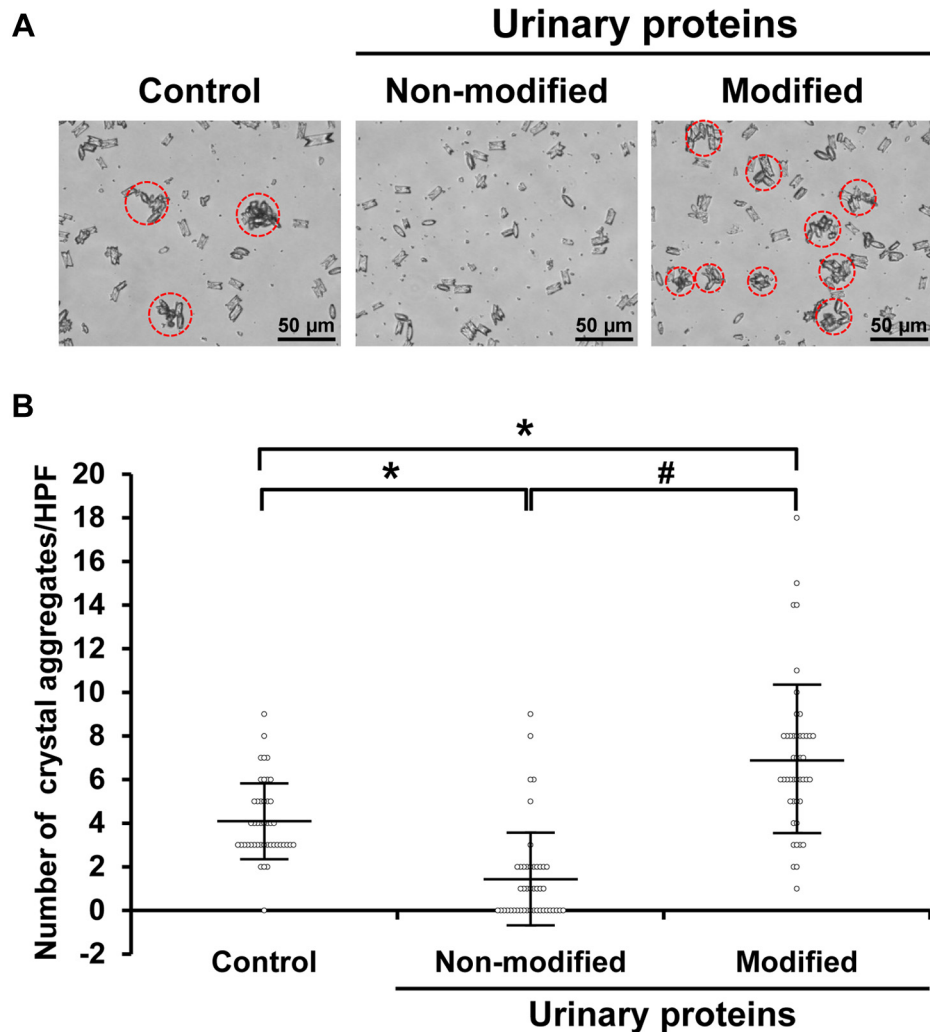 A
Urinary proteins
Control
Non-modified
Modified
50 μm
50 μm
50 μm
B
*
*
#
Number of crystal aggregates/HPF
20
18
16
14
12
10
8
6
4
2
0
-2
Control
Non-modified
Modified
Urinary proteins